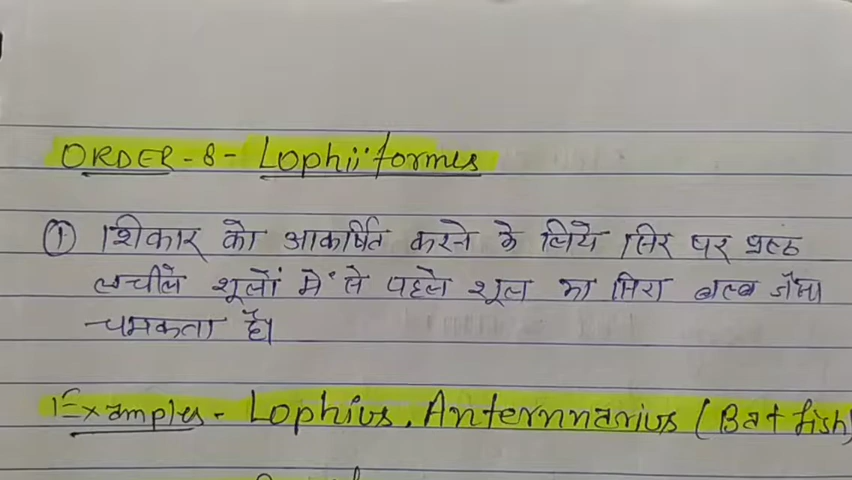 ORDER-8- Lophiiformes
① शिकार को आकर्षित करने के लिये सिर पर पृष्ठ
लचीले शूलों में से पहले शूल का सिरा बल्ब जैसा
चमकता है।
Examples- Lophius, Anternnarius (Bat fish)